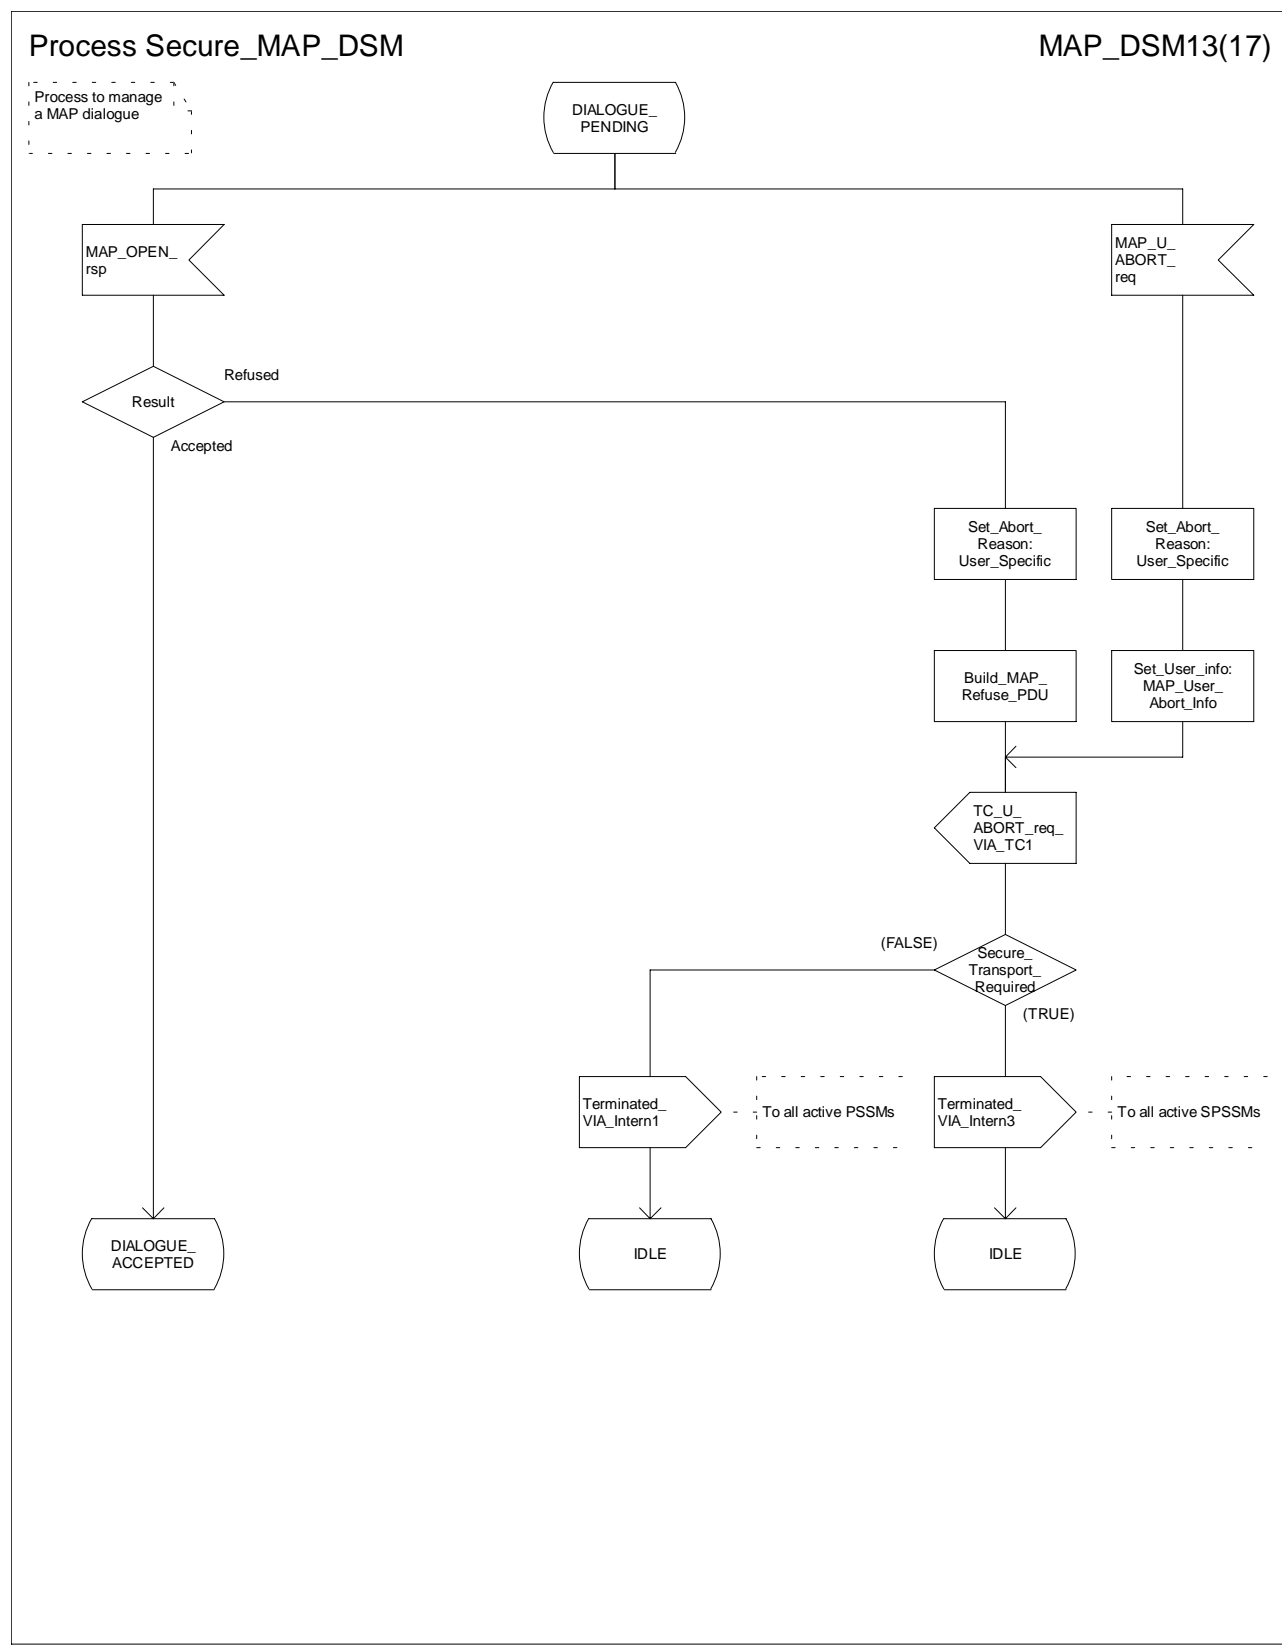 Process Secure_MAP_DSM
MAP_DSM13(17)
Process to manage
a MAP dialogue
DIALOGUE_
PENDING
MAP_OPEN_
rsp
MAP_U_
ABORT_
req
Refused
Result
Accepted
Set_Abort_
Reason:
User_Specific
Set_Abort_
Reason:
User_Specific
Build_MAP_
Refuse_PDU
Set_User_info:
MAP_User_
Abort_Info
TC_U_
ABORT_req_
VIA_TC1
(FALSE)
Secure_
Transport_
Required
(TRUE)
Terminated_
VIA_Intern1
To all active PSSMs
Terminated_
VIA_Intern3
To all active SPSSMs
DIALOGUE_
ACCEPTED
IDLE
IDLE